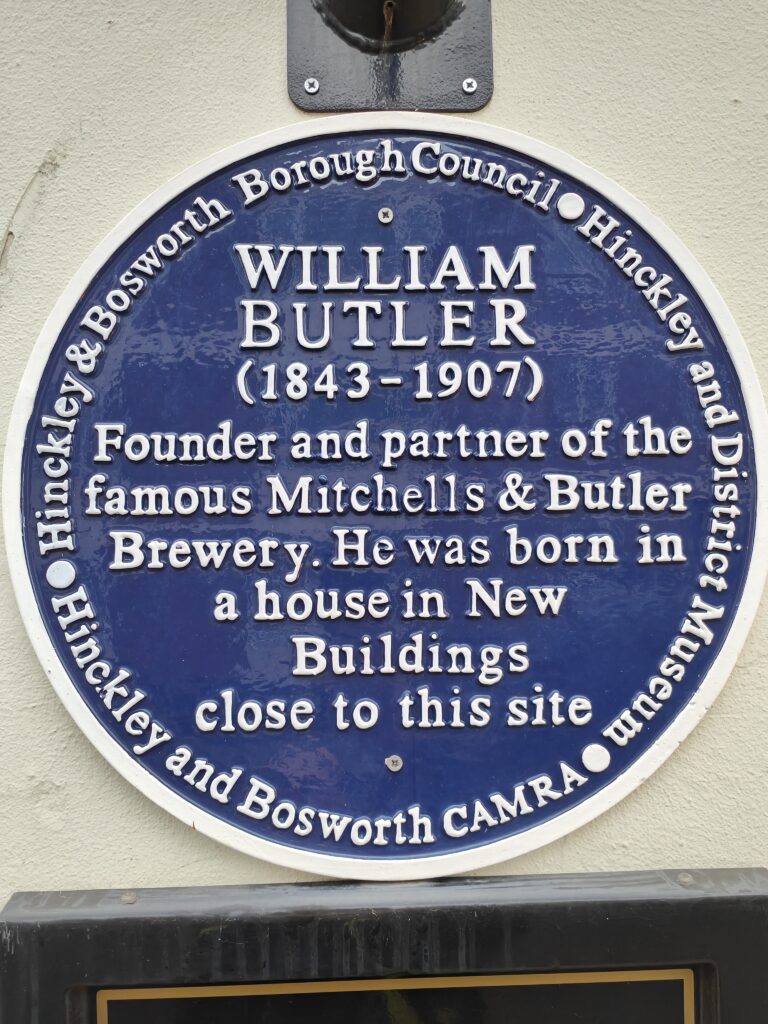 Hinckley & Bosworth Borough Council
Hinckley and District Museum
Hinckley and Bosworth CAMRA
WILLIAM
BUTLER
(1843-1907)
Founder and partner of the
famous Mitchells & Butler
Brewery. He was born in
a house in New
Buildings
close to this site